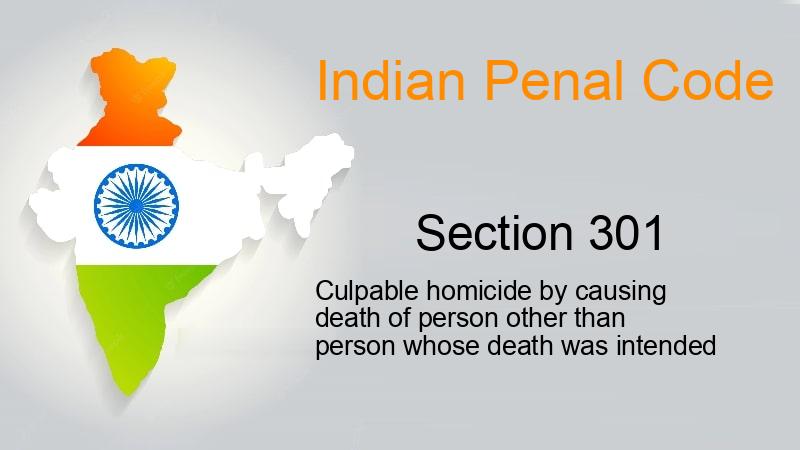 Indian Penal Code
Section 301
Culpable homicide by causing
death of person other than
person whose death was intended